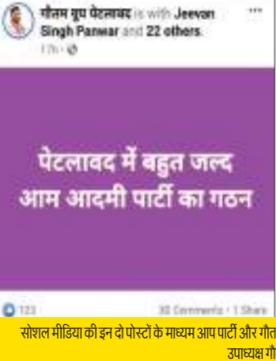 गौतम ग्रुप पेटलावद is with Jeevan
Singh Panwar and 22 others.
17h
पेटलावद में बहुत जल्द
आम आदमी पार्टी का गठन
123
30 Comments • 1 Share
सोशल मीडिया की इन दो पोस्टों के माध्यम आप पार्टी और गौत
उपाध्यक्ष गौ